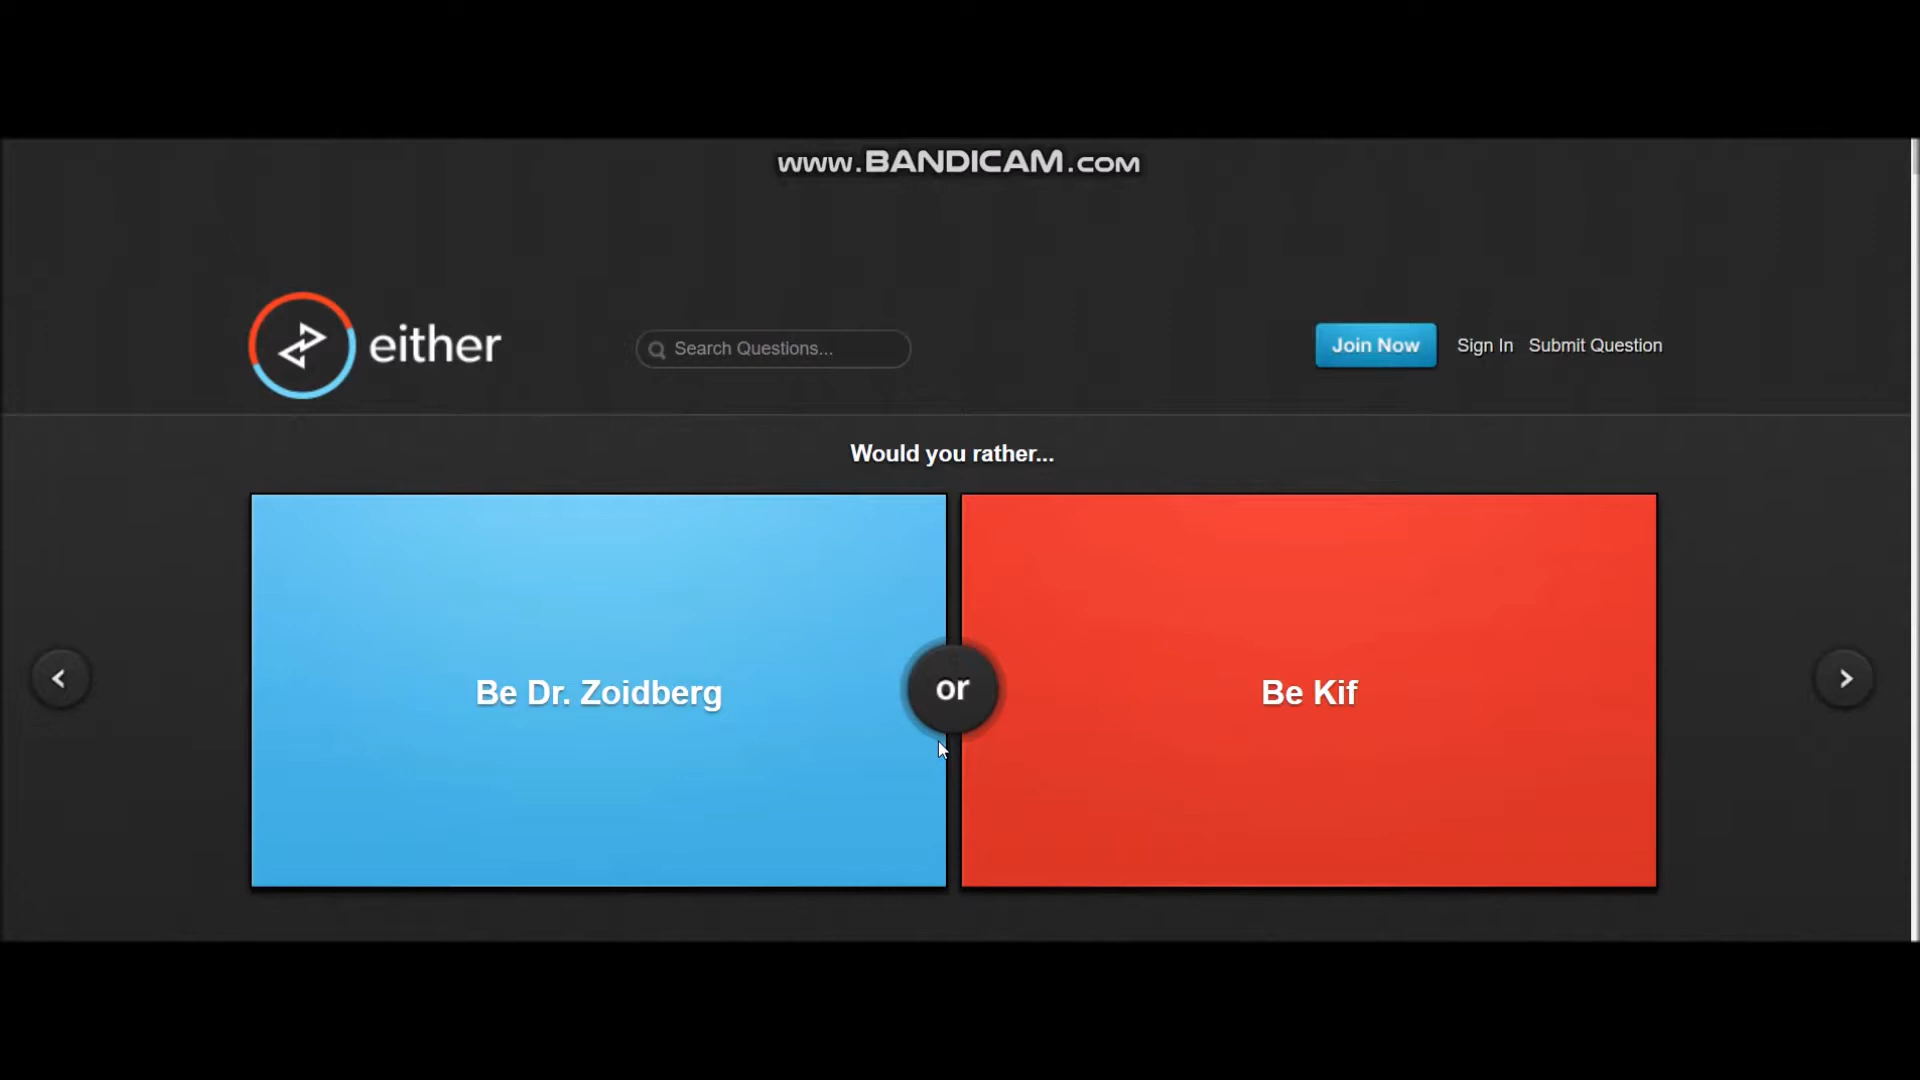 www.BANDICAM.com
either
Search Questions...
Join Now
Sign In
Submit Question
Would you rather...
Be Dr. Zoidberg
or
Be Kif